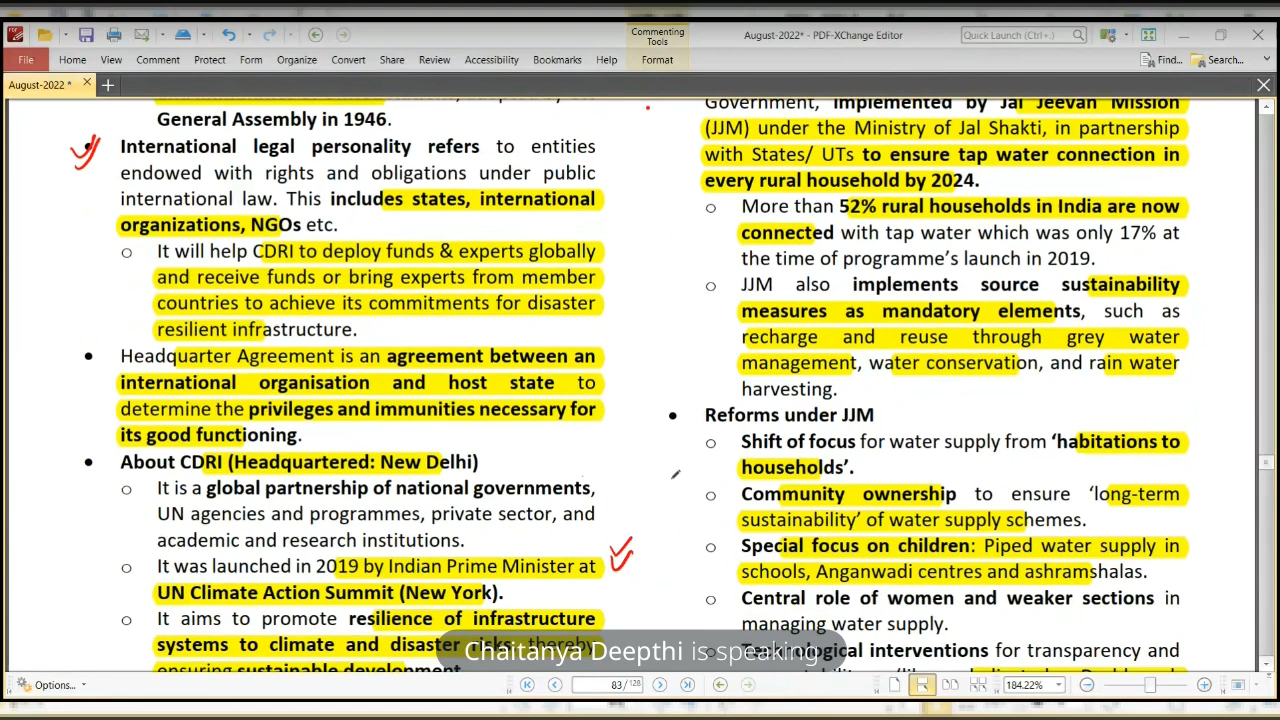 Commenting
Tools
August-2022* - PDF-XChange Editor
Quick Launch (Ctrl+.)
File
Home
View
Comment
Protect
Form
Organize
Convert
Share
Review
Accessibility
Bookmarks
Help
Format
Find...
Search...
August-2022 *
General Assembly in 1946.
International legal personality refers to entities
endowed with rights and obligations under public
international law. This includes states, international
organizations, NGOs etc.
It will help CDRI to deploy funds & experts globally
and receive funds or bring experts from member
countries to achieve its commitments for disaster
resilient infrastructure.
Headquarter Agreement is an agreement between an
international organisation and host state to
determine the privileges and immunities necessary for
its good functioning.
About CDRI (Headquartered: New Delhi)
It is a global partnership of national governments,
UN agencies and programmes, private sector, and
academic and research institutions.
It was launched in 2019 by Indian Prime Minister at
UN Climate Action Summit (New York).
It aims to promote resilience of infrastructure
systems to climate and disaster risks, thereby
ensuring sustainable development.
Government, implemented by Jal Jeevan Mission
(JJM) under the Ministry of Jal Shakti, in partnership
with States/ UTs to ensure tap water connection in
every rural household by 2024.
More than 52% rural households in India are now
connected with tap water which was only 17% at
the time of programme's launch in 2019.
JJM also implements source sustainability
measures as mandatory elements, such as
recharge and reuse through grey water
management, water conservation, and rain water
harvesting.
Reforms under JJM
Shift of focus for water supply from 'habitations to
households'.
Community ownership to ensure 'long-term
sustainability' of water supply schemes.
Special focus on children: Piped water supply in
schools, Anganwadi centres and ashramshalas.
Central role of women and weaker sections in
managing water supply.
Technological interventions for transparency and
Chaitanya Deepthi is speaking
Options...
83/128
184.22%